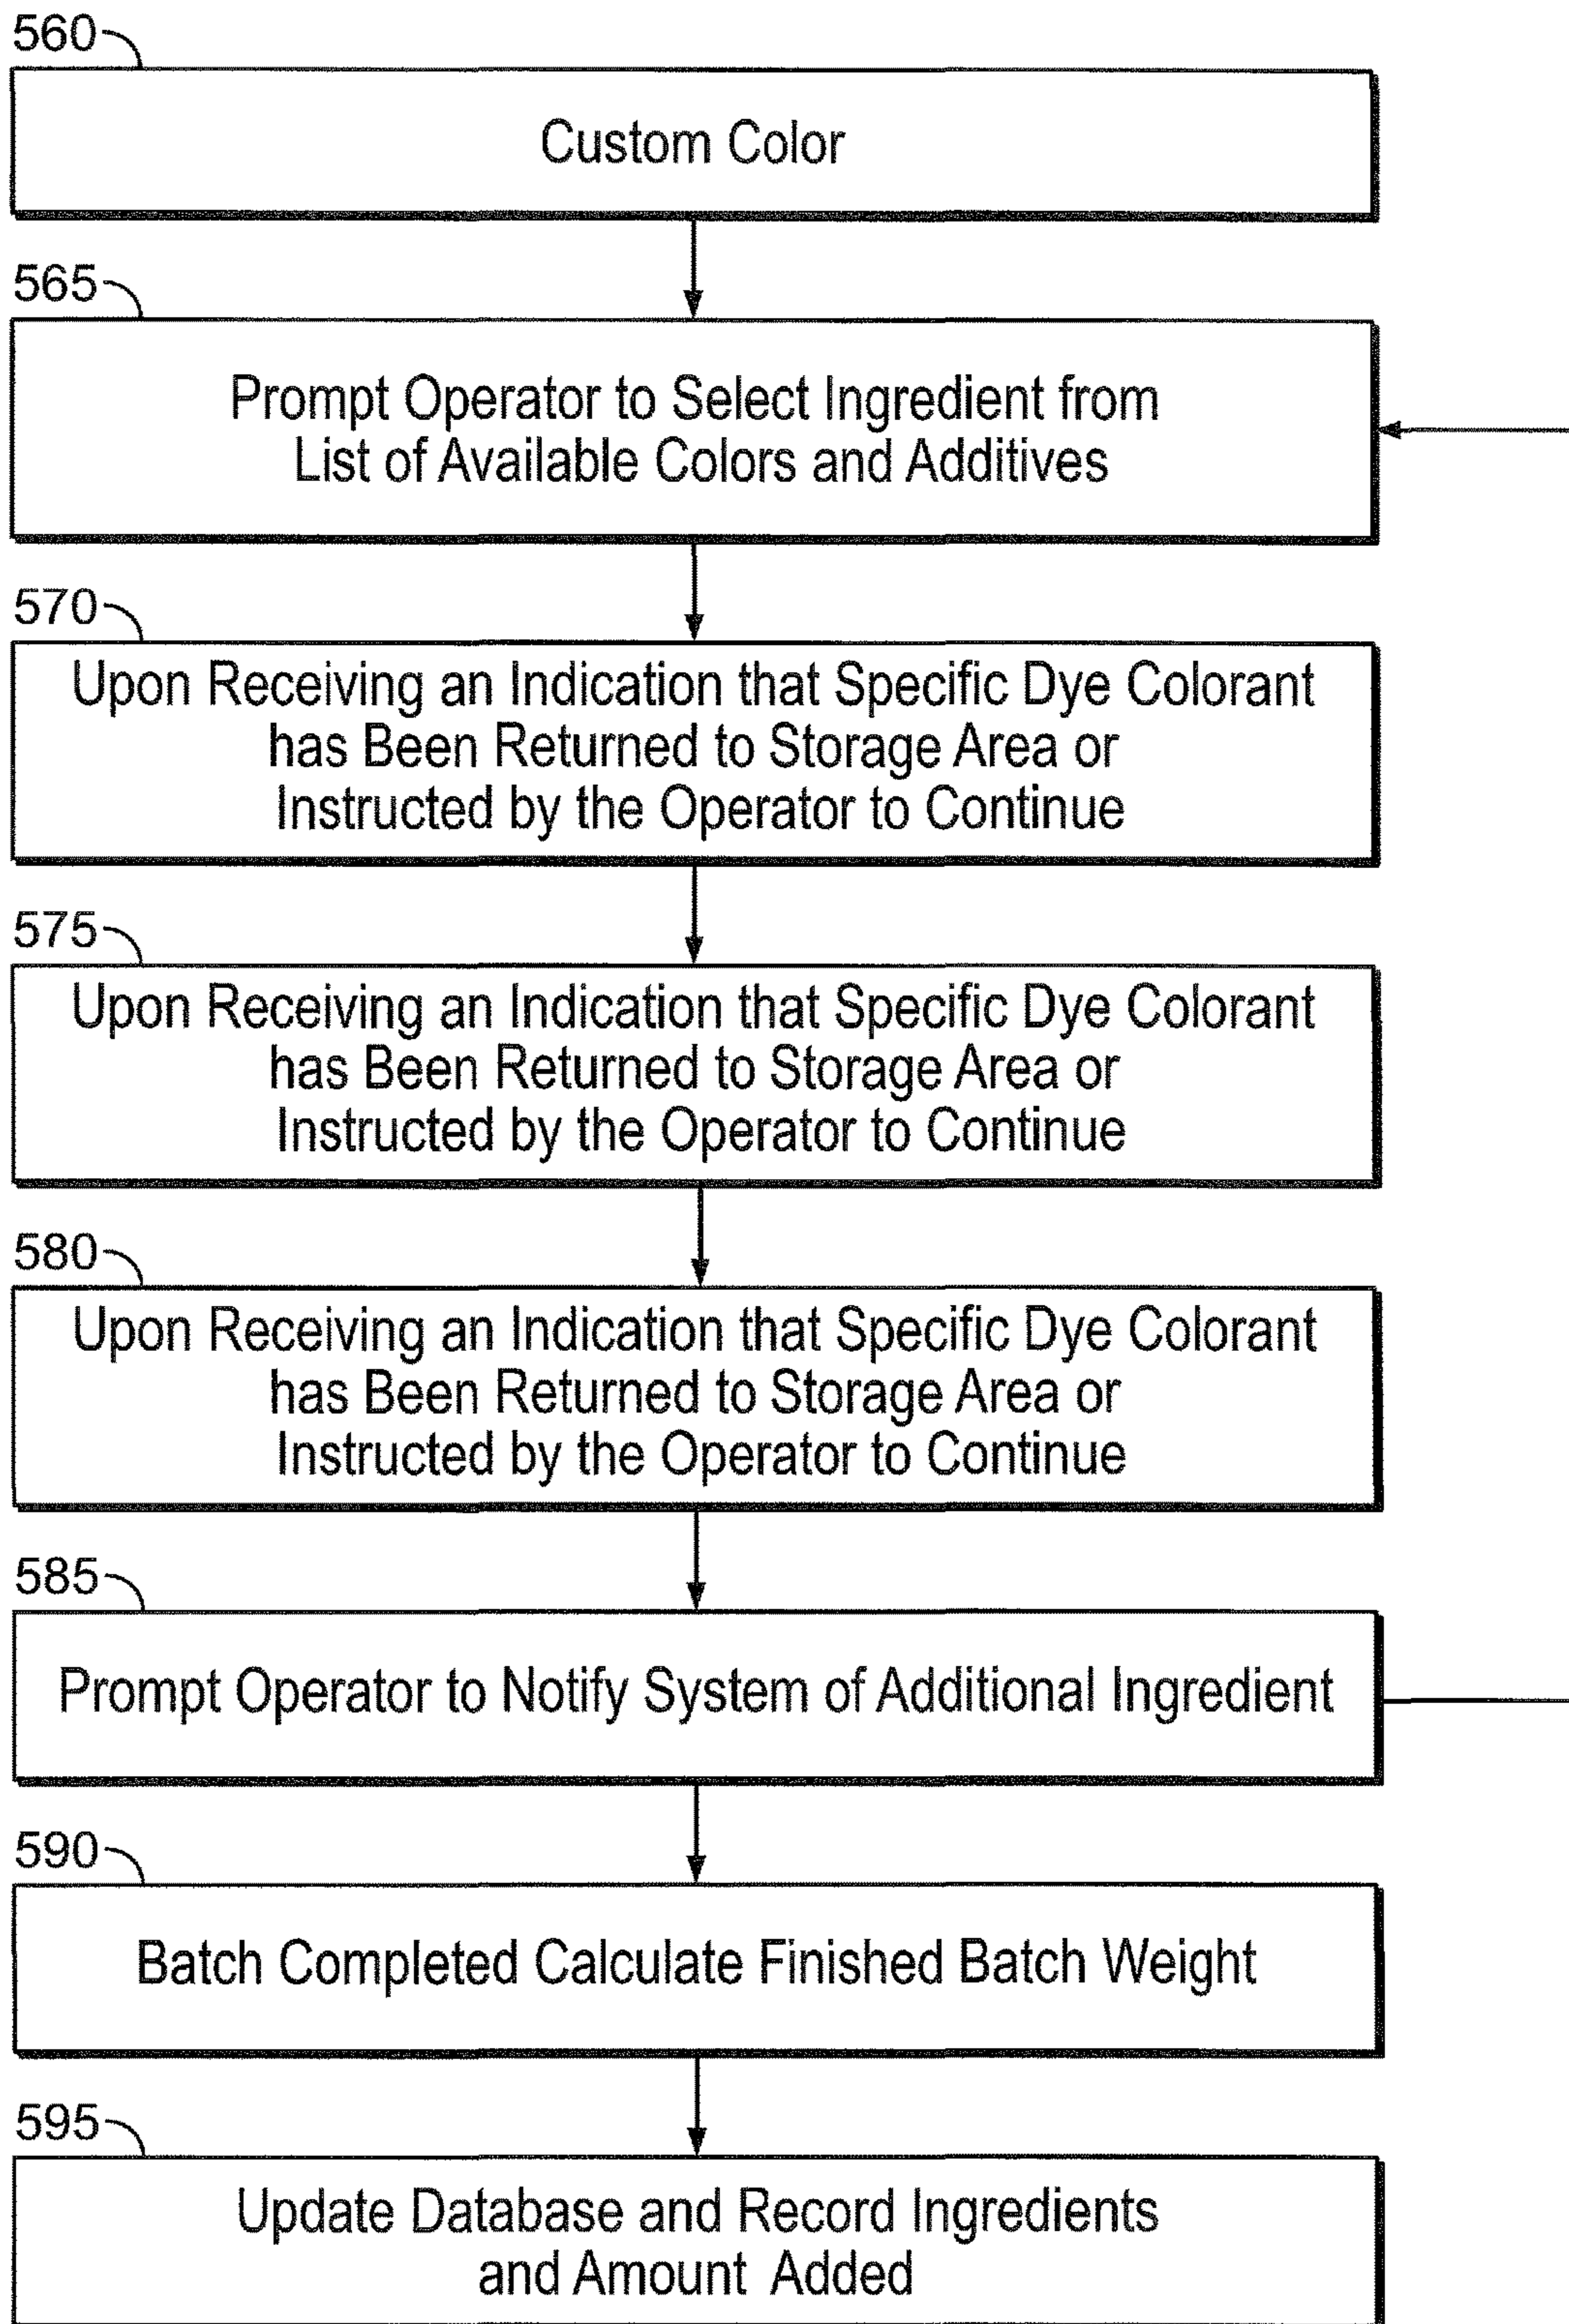 560
Custom Color
565
Prompt Operator to Select Ingredient from
List of Available Colors and Additives
570
Upon Receiving an Indication that Specific Dye Colorant
has Been Returned to Storage Area or
Instructed by the Operator to Continue
575
Upon Receiving an Indication that Specific Dye Colorant
has Been Returned to Storage Area or
Instructed by the Operator to Continue
580
Upon Receiving an Indication that Specific Dye Colorant
has Been Returned to Storage Area or
Instructed by the Operator to Continue
585
Prompt Operator to Notify System of Additional Ingredient
590
Batch Completed Calculate Finished Batch Weight
595
Update Database and Record Ingredients
and Amount Added